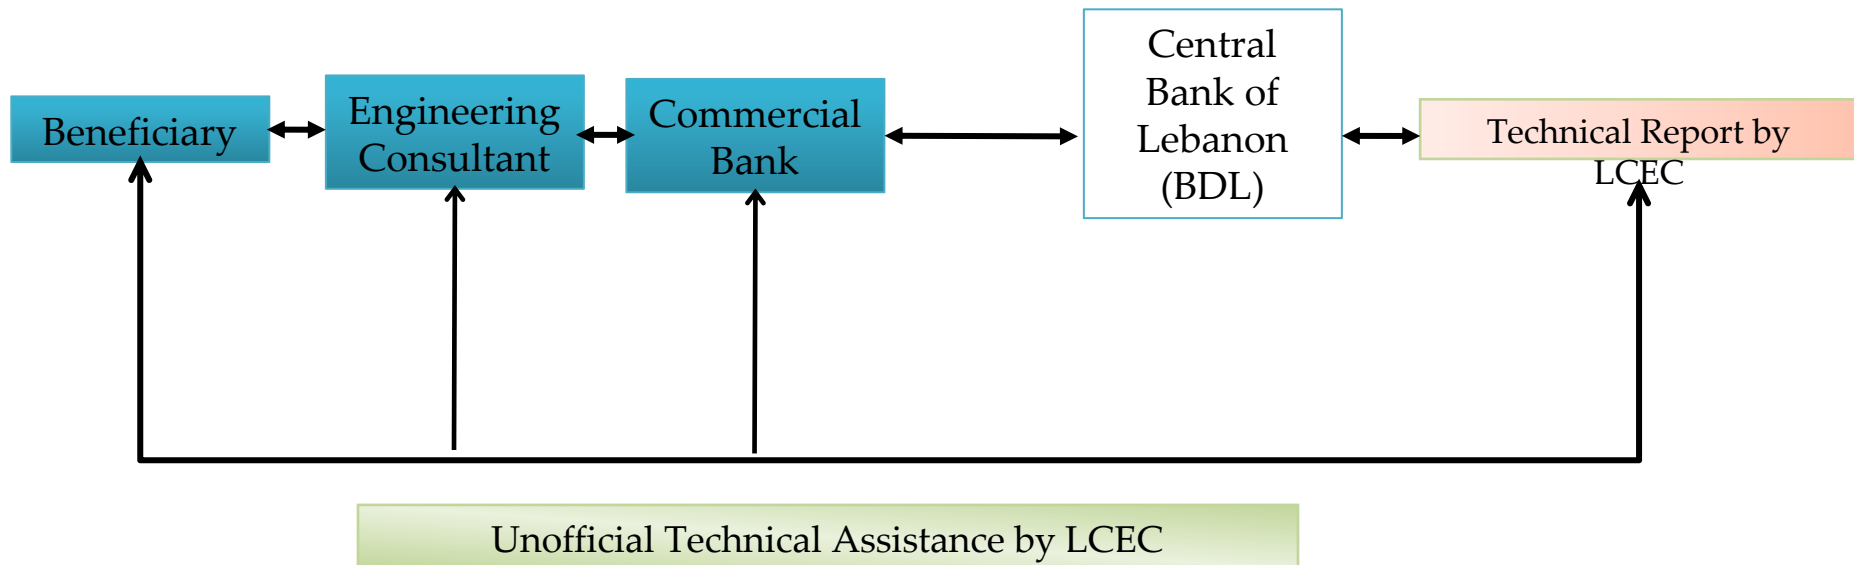 Beneficiary
Engineering
Consultant
Commercial
Bank
Central
Bank of
Lebanon
(BDL)
Technical Report by
LCEC
Unofficial Technical Assistance by LCEC